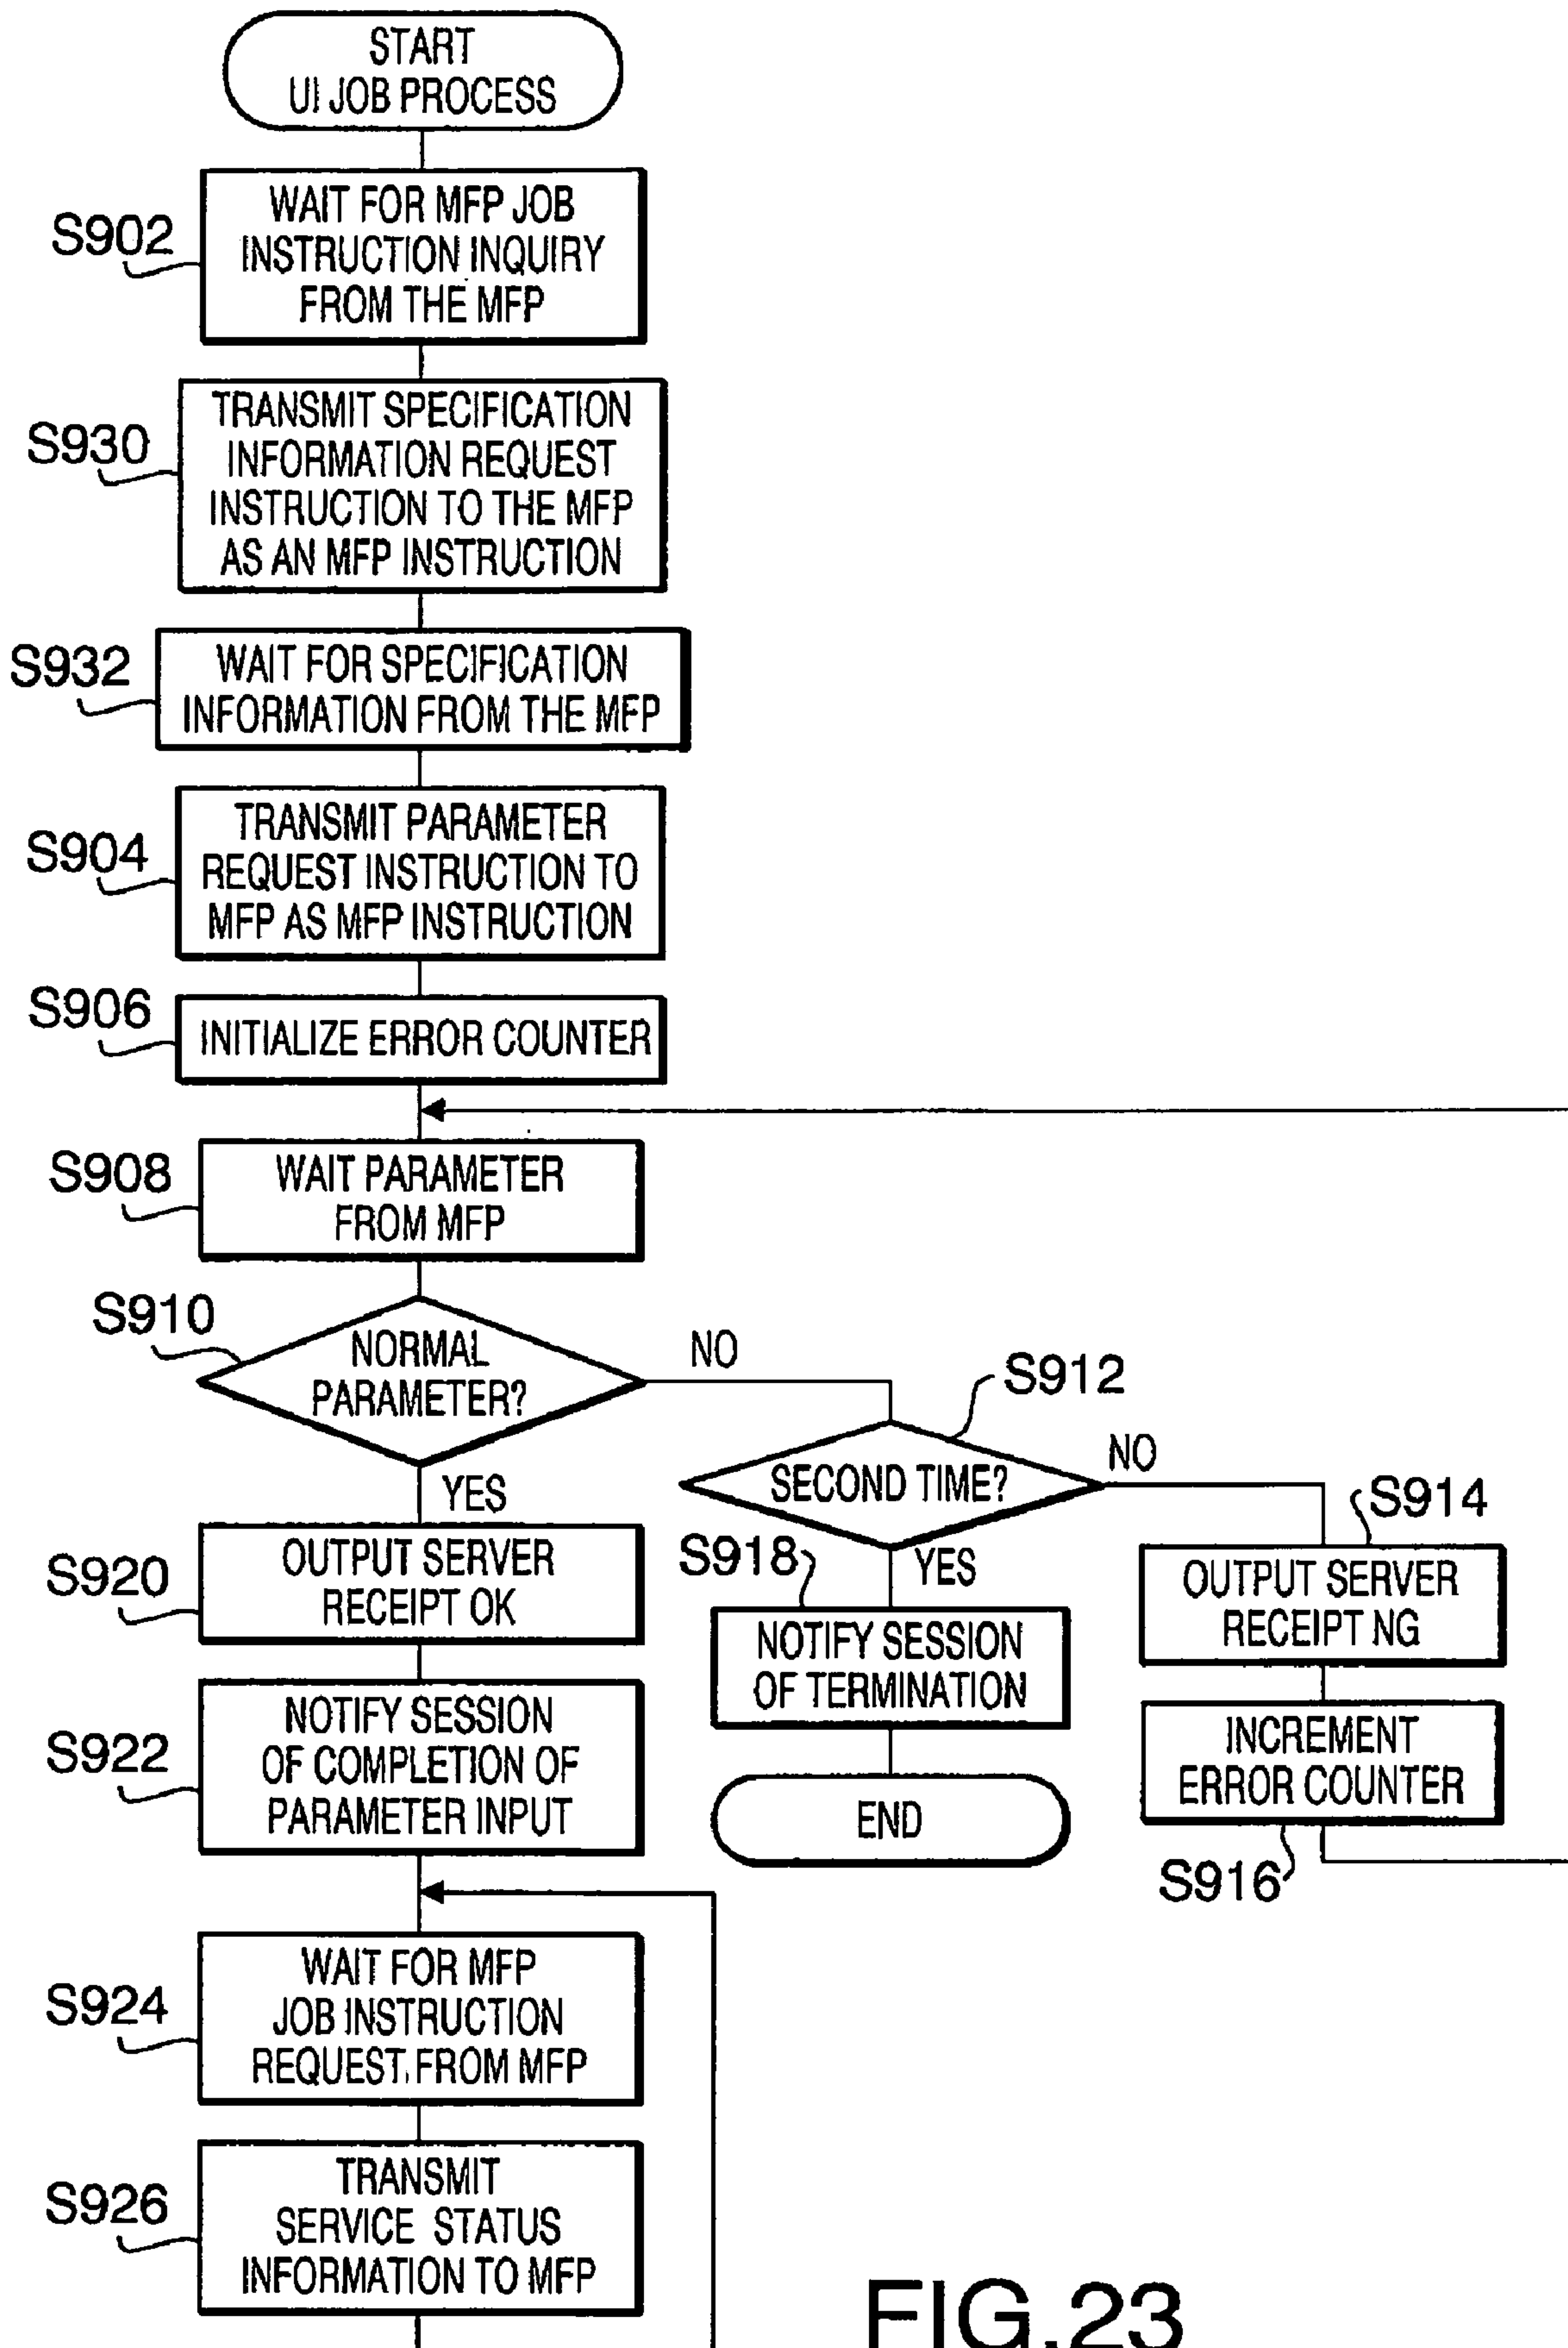 START
UI JOB PROCESS
S902
WAIT FOR MFP JOB
INSTRUCTION INQUIRY
FROM THE MFP
S930
TRANSMIT SPECIFICATION
INFORMATION REQUEST
INSTRUCTION TO THE MFP
AS AN MFP INSTRUCTION
S932
WAIT FOR SPECIFICATION
INFORMATION FROM THE MFP
S904
TRANSMIT PARAMETER
REQUEST INSTRUCTION TO
MFP AS MFP INSTRUCTION
S906
INITIALIZE ERROR COUNTER
S908
WAIT PARAMETER
FROM MFP
S910
NORMAL
PARAMETER?
NO
YES
S912
SECOND TIME?
NO
YES
S914
OUTPUT SERVER
RECEIPT NG
INCREMENT
ERROR COUNTER
S916
S918
NOTIFY SESSION
OF TERMINATION
END
S920
OUTPUT SERVER
RECEIPT OK
S922
NOTIFY SESSION
OF COMPLETION OF
PARAMETER INPUT
S924
WAIT FOR MFP
JOB INSTRUCTION
REQUEST FROM MFP
S926
TRANSMIT
SERVICE STATUS
INFORMATION TO MFP
FIG.23